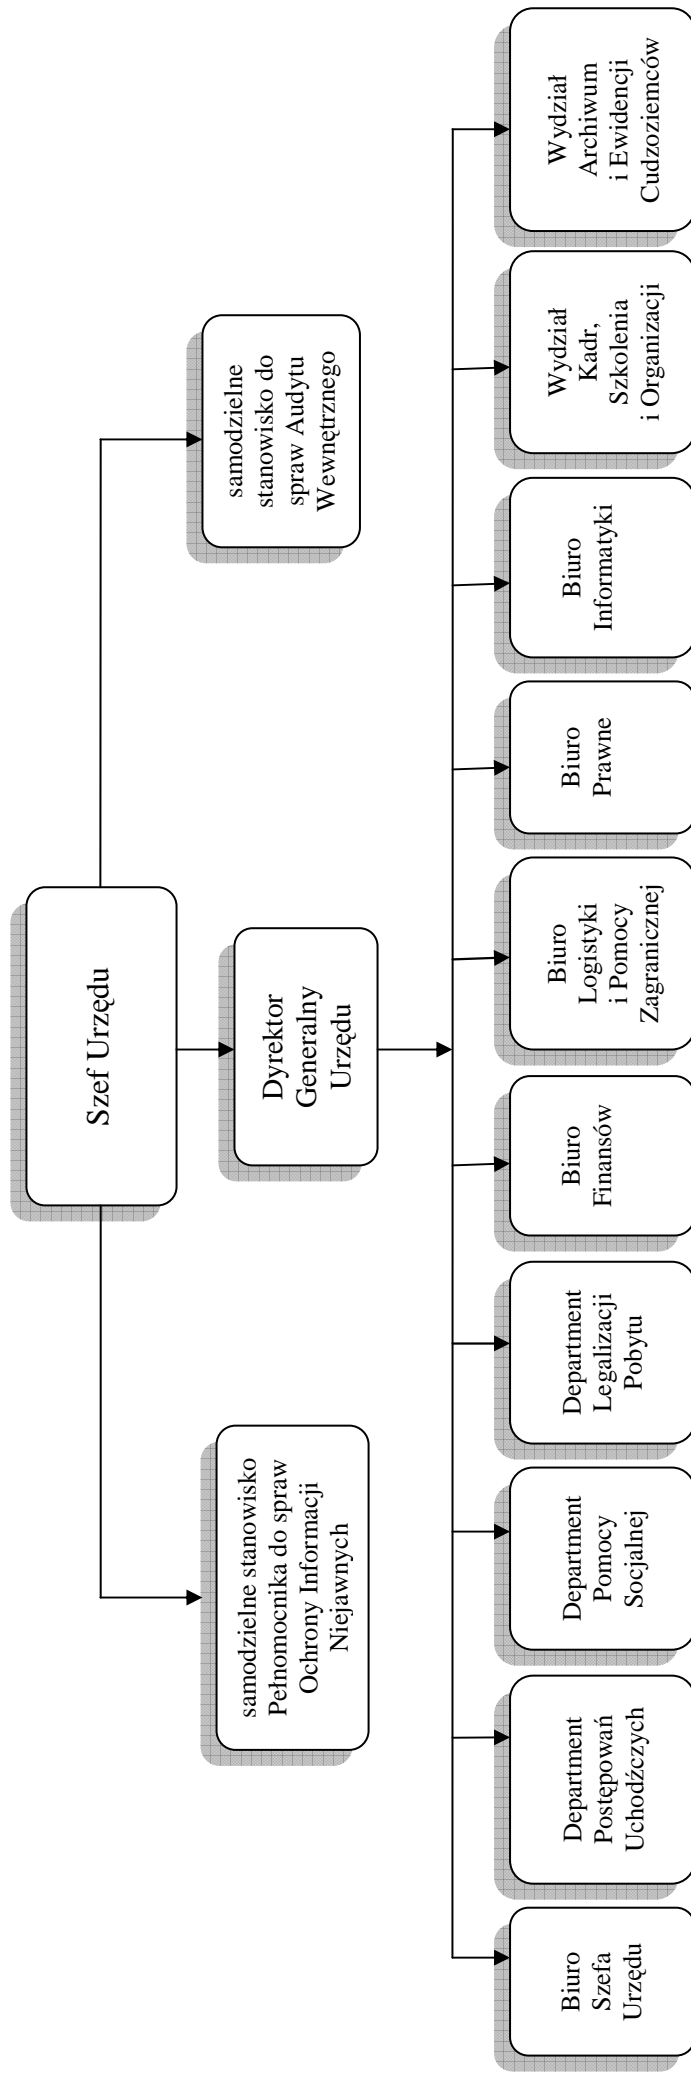 Szef Urzędu
samodzielne stanowisko
Pełnomocnika do spraw
Ochrony Informacji
Niejawnych
Dyrektor
Generalny
Urzędu
samodzielne
stanowisko do
spraw Audytu
Wewnętrznego
Biuro
Szefa
Urzędu
Department
Postępowań
Uchodźczych
Department
Pomocy
Socjalnej
Department
Legalizacji
Pobytu
Biuro
Finansów
Biuro
Logistyki
i Pomocy
Zagranicznej
Biuro
Prawne
Biuro
Informatyki
Wydział
Kadr,
Szkolenia
i Organizacji
Wydział
Archiwum
i Ewidencji
Cudzoziemców